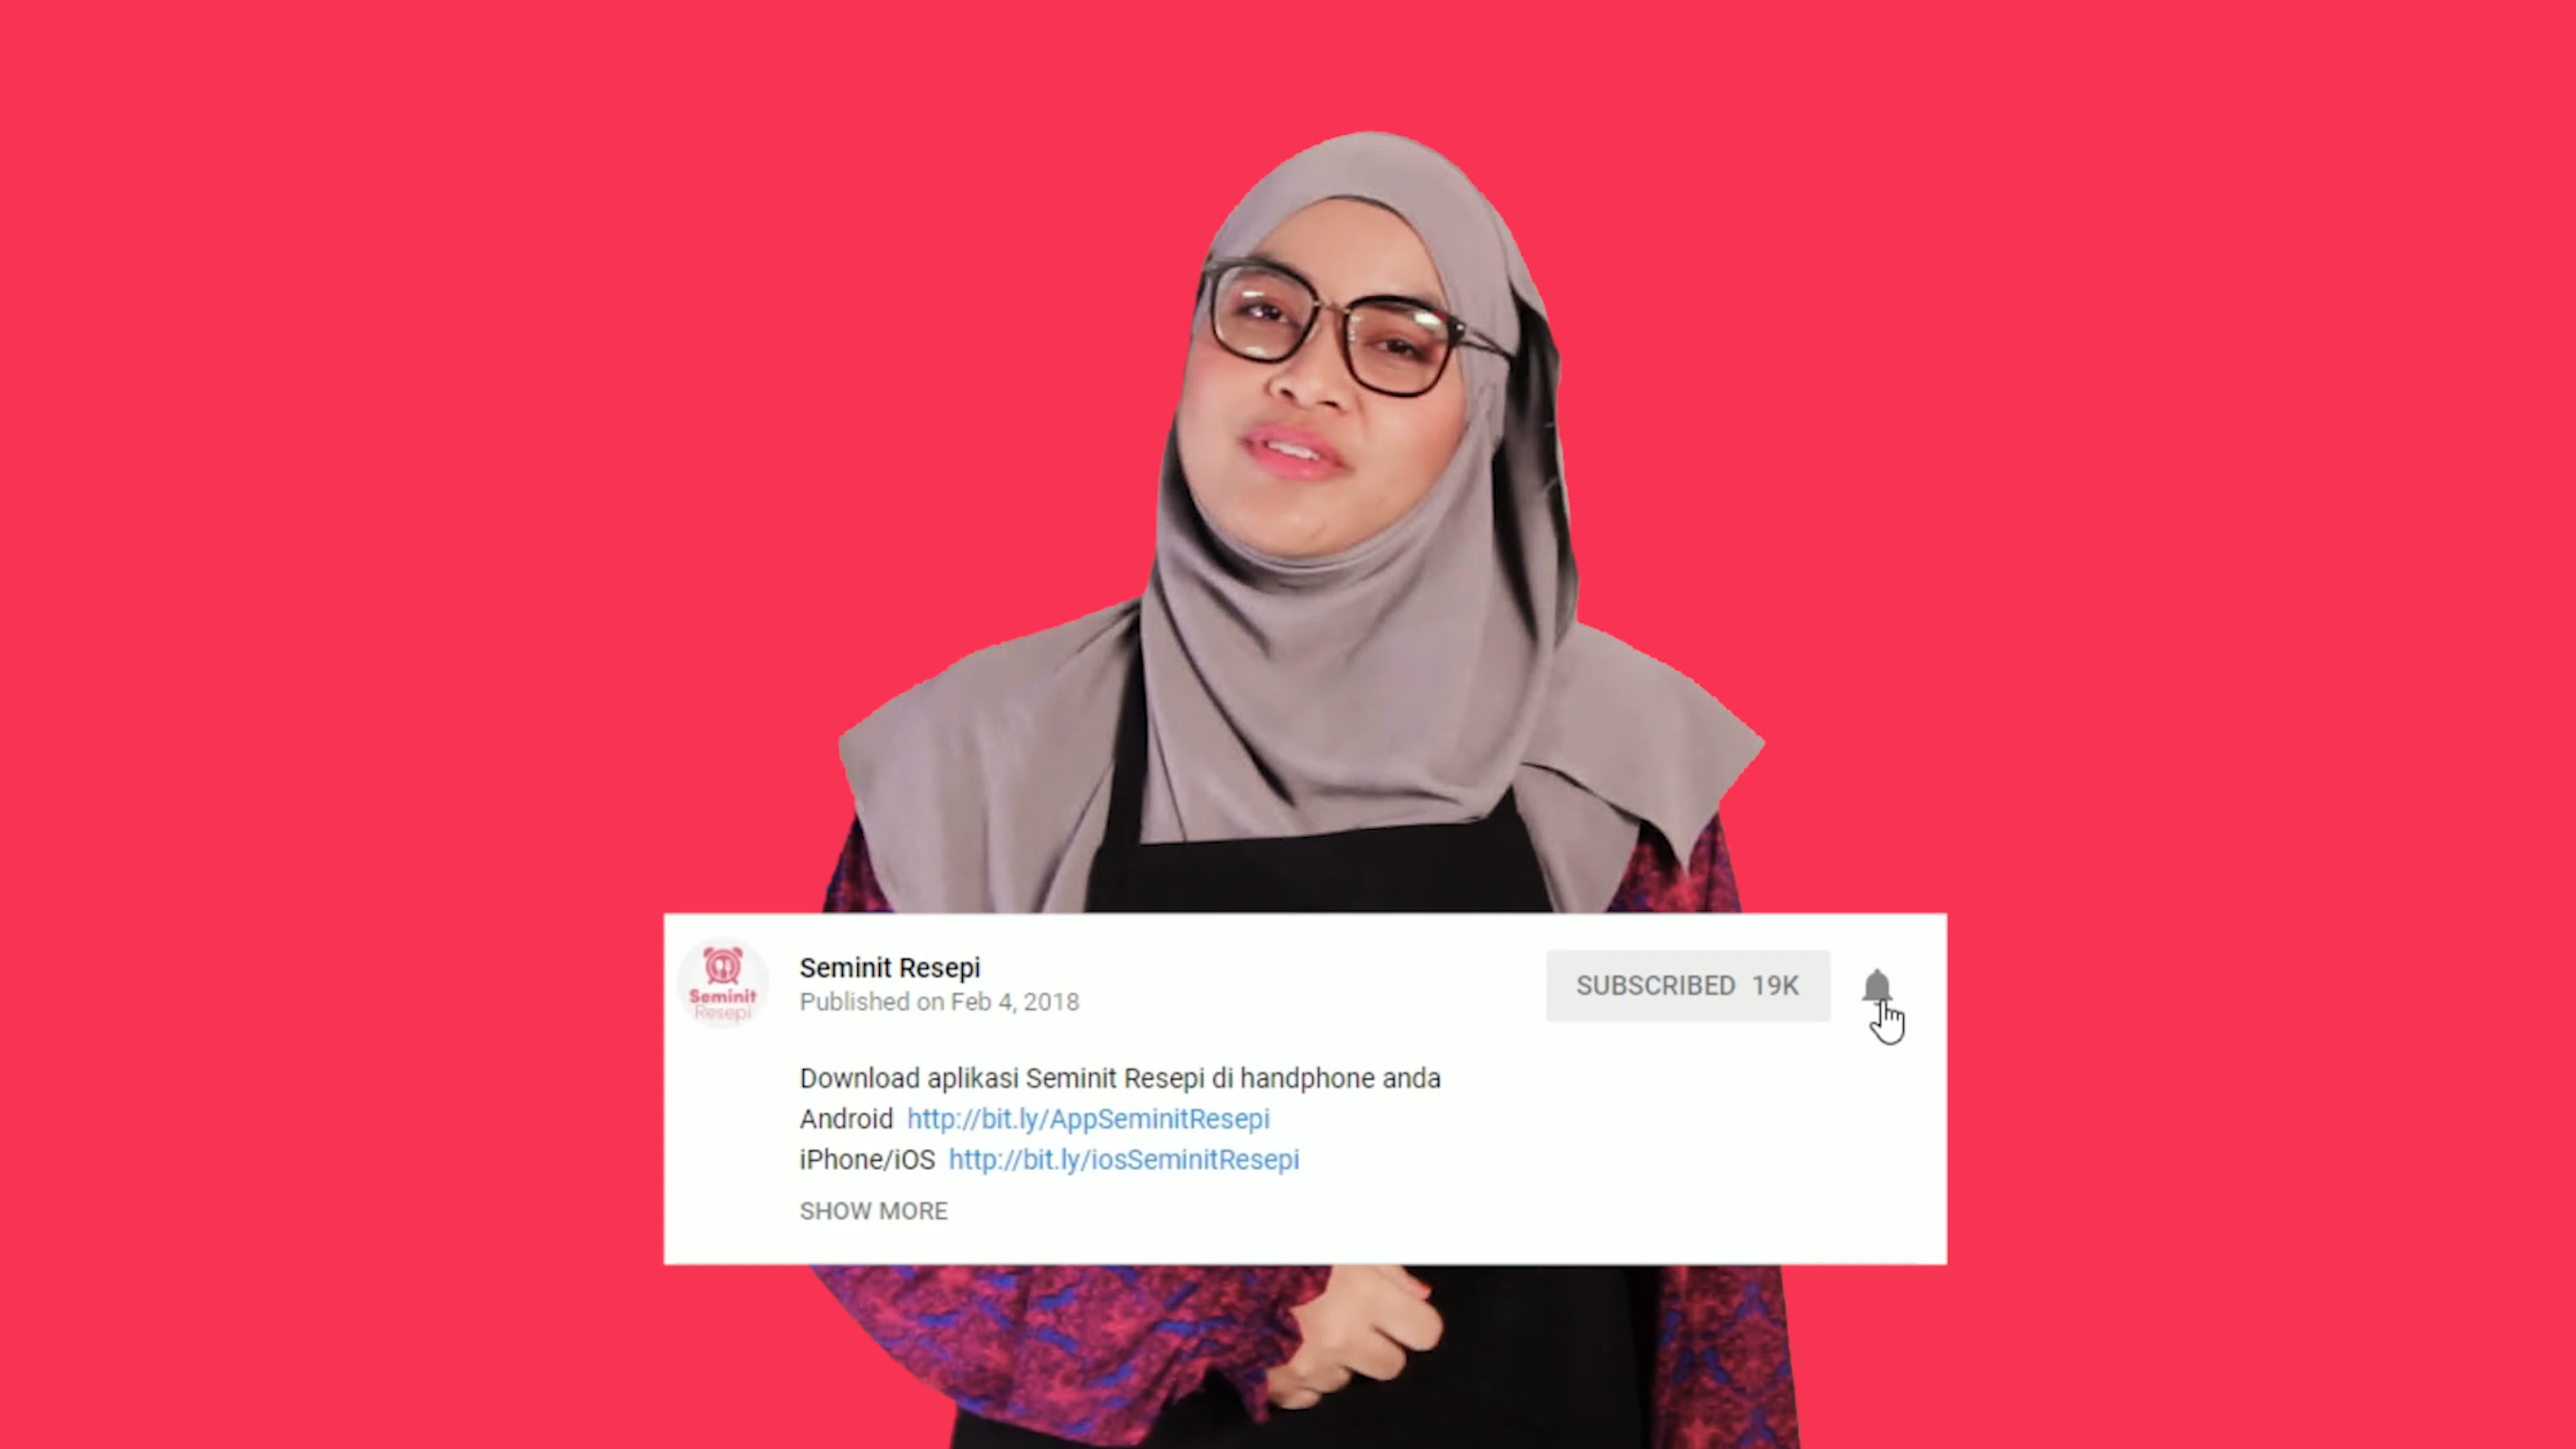 Seminit Resepi
Published on Feb 4, 2018
SUBSCRIBED 19K
Seminit
Resepi
Download aplikasi Seminit Resepi di handphone anda
Android http://bit.ly/AppSeminitResepi
iPhone/iOS http://bit.ly/iosSeminitResepi
SHOW MORE